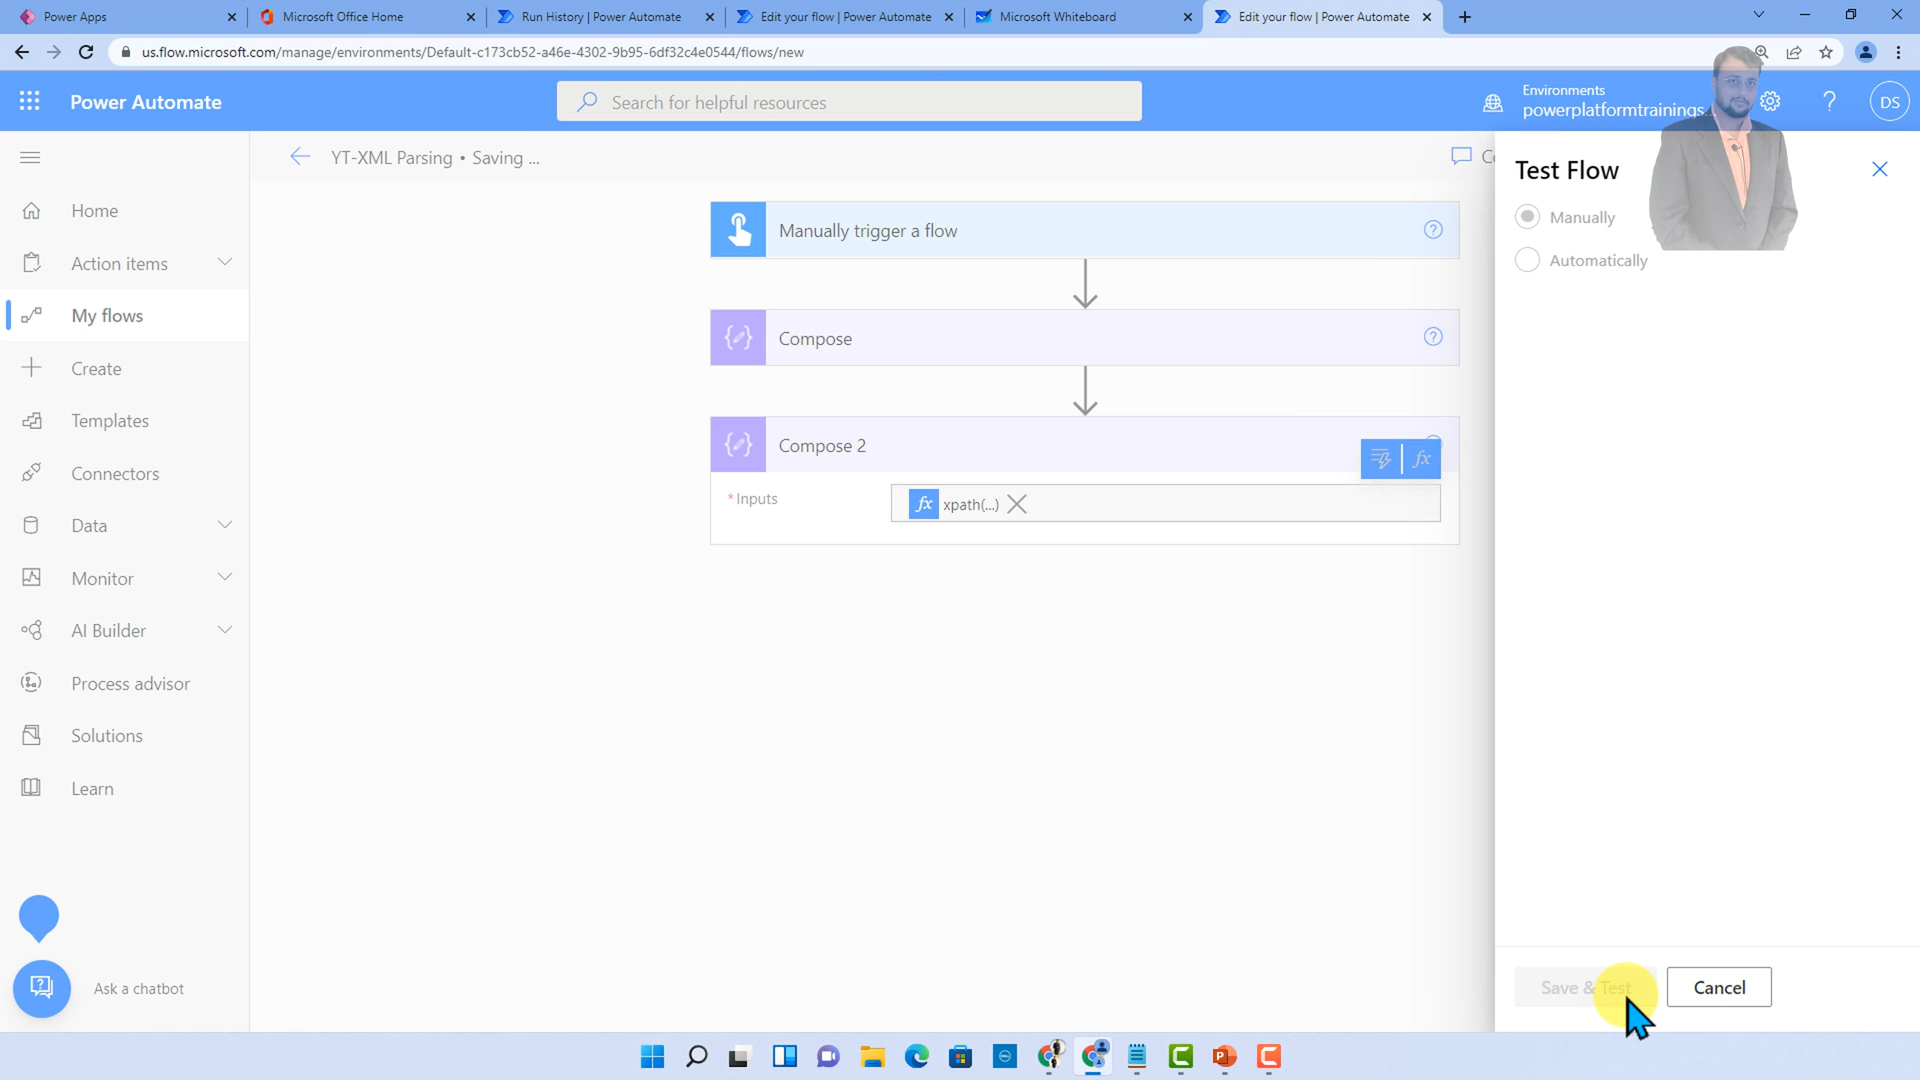 Power Apps
Microsoft Office Home
Run History | Power Automate
Edit your flow | Power Automate
Microsoft Whiteboard
Edit your flow | Power Automate
us.flow.microsoft.com/manage/environments/Default-c173cb52-a46e-4302-9b95-6df32c4e0544/flows/new
Power Automate
Search for helpful resources
Environments
powerplatformtrainings...
DS
YT-XML Parsing • Saving ...
Test Flow
Manually
Automatically
Home
Action items
My flows
Create
Templates
Connectors
Data
Monitor
AI Builder
Process advisor
Solutions
Learn
Ask a chatbot
Manually trigger a flow
Compose
Compose 2
fx
* Inputs
fx xpath(...)
Save & Test
Cancel